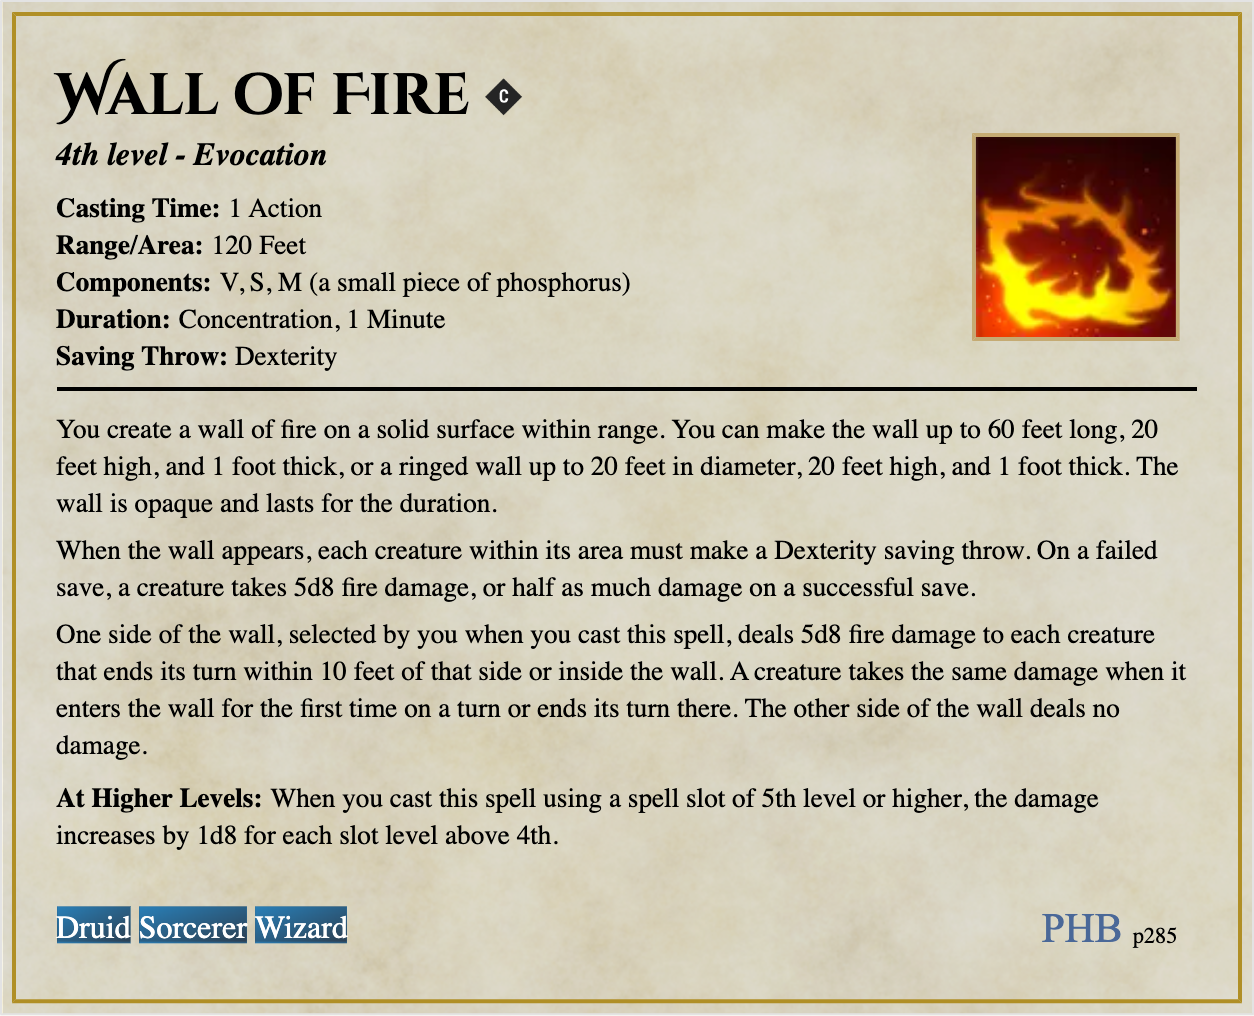 Wall of Fire C
4th level - Evocation
Casting Time: 1 Action
Range/Area: 120 Feet
Components: V, S, M (a small piece of phosphorus)
Duration: Concentration, 1 Minute
Saving Throw: Dexterity
You create a wall of fire on a solid surface within range. You can make the wall up to 60 feet long, 20
feet high, and 1 foot thick, or a ringed wall up to 20 feet in diameter, 20 feet high, and 1 foot thick. The
wall is opaque and lasts for the duration.
When the wall appears, each creature within its area must make a Dexterity saving throw. On a failed
save, a creature takes 5d8 fire damage, or half as much damage on a successful save.
One side of the wall, selected by you when you cast this spell, deals 5d8 fire damage to each creature
that ends its turn within 10 feet of that side or inside the wall. A creature takes the same damage when it
enters the wall for the first time on a turn or ends its turn there. The other side of the wall deals no
damage.
At Higher Levels: When you cast this spell using a spell slot of 5th level or higher, the damage
increases by 1d8 for each slot level above 4th.
Druid Sorcerer Wizard
PHB p285